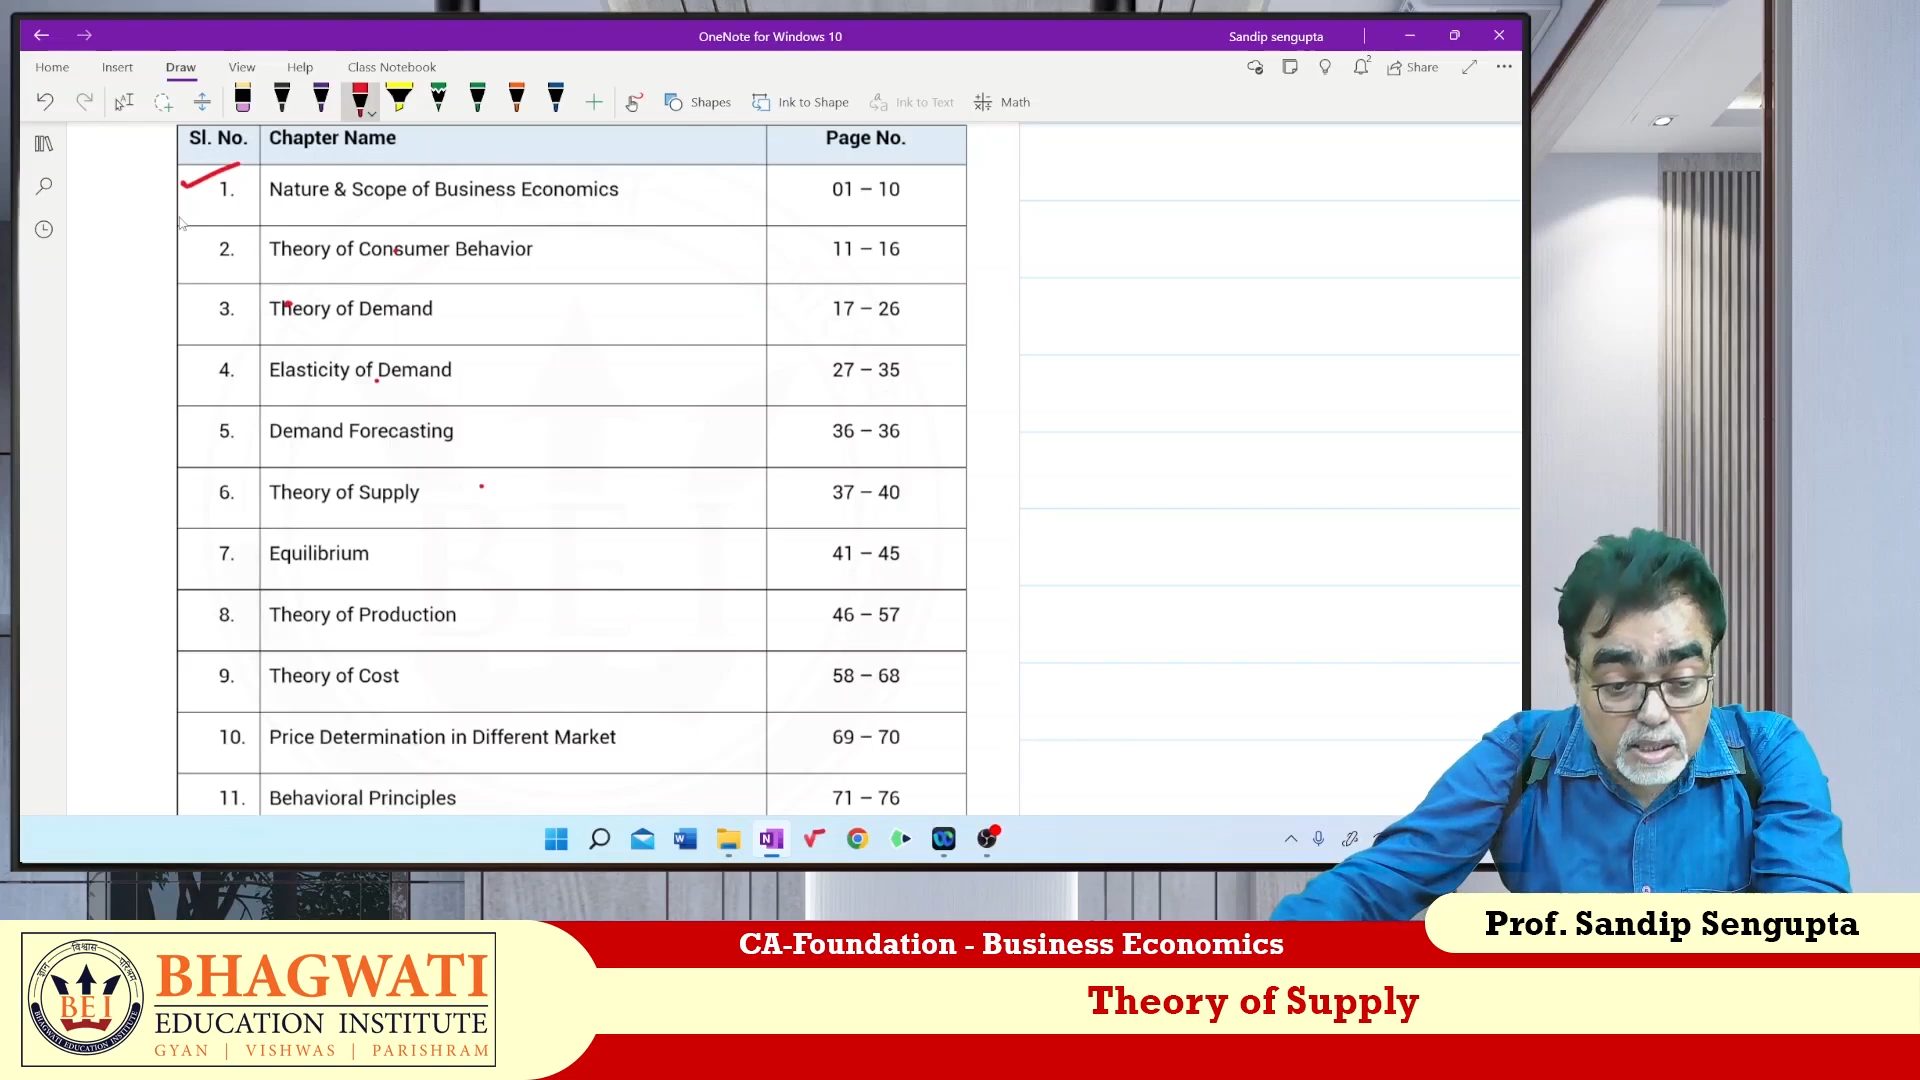 OneNote for Windows 10
Sandip sengupta
Home Insert Draw View Help Class Notebook
2
Share
Shapes Ink to Shape Ink to Text Math
Sl. No. Chapter Name Page No.
1. Nature & Scope of Business Economics 01 – 10
2. Theory of Consumer Behavior 11 – 16
3. Theory of Demand 17 – 26
4. Elasticity of Demand 27 – 35
5. Demand Forecasting 36 – 36
6. Theory of Supply 37 – 40
7. Equilibrium 41 – 45
8. Theory of Production 46 – 57
9. Theory of Cost 58 – 68
10. Price Determination in Different Market 69 – 70
11. Behavioral Principles 71 – 76
BEI
Prof. Sandip Sengupta
CA-Foundation - Business Economics
Theory of Supply
विश्वास
BEI
BHAGWATI EDUCATION INSTITUTE
BHAGWATI
EDUCATION INSTITUTE
GYAN | VISHWAS | PARISHRAM